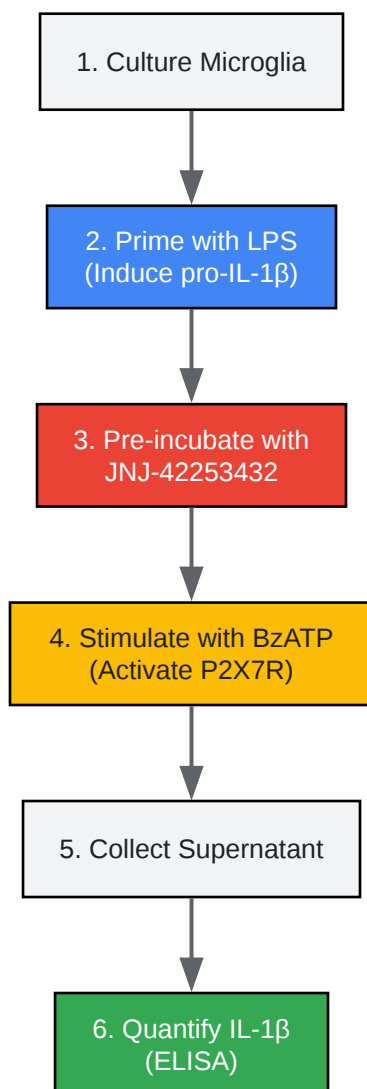 1. Culture Microglia
2. Prime with LPS
(Induce pro-IL-1β)
3. Pre-incubate with
JNJ-42253432
4. Stimulate with BzATP
(Activate P2X7R)
5. Collect Supernatant
6. Quantify IL-1β
(ELISA)